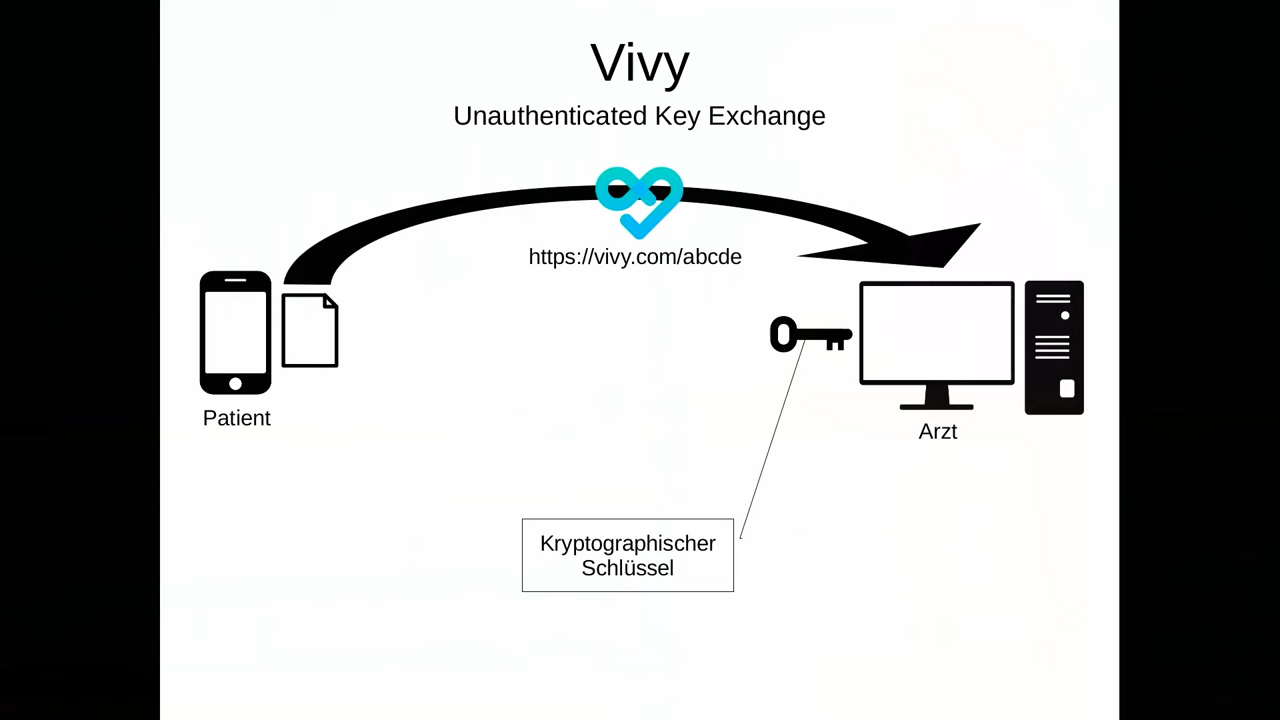 Vivy
Unauthenticated Key Exchange
https://vivy.com/abcde
Patient
Arzt
Kryptographischer
Schlüssel